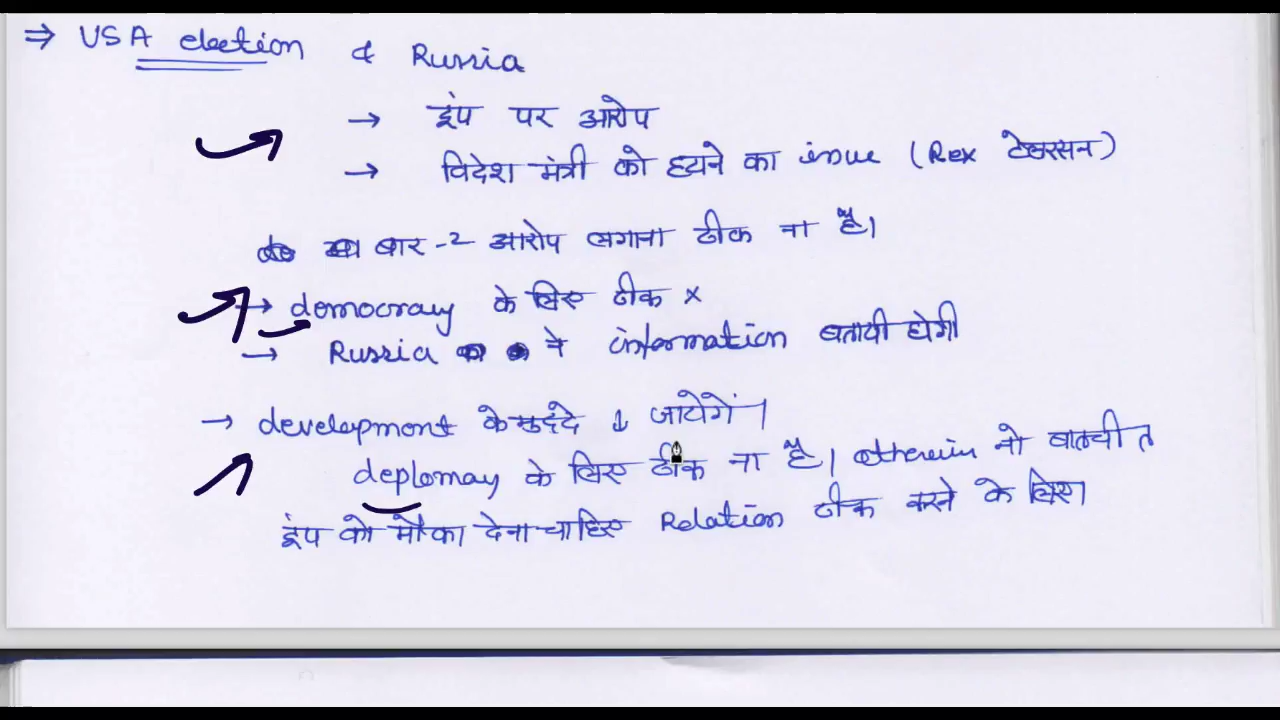 ⇒ USA election & Russia
→ ट्रंप पर आरोप
→ विदेश मंत्री को हटाने का issue (Rex टेलरसन)
बार-2 आरोप लगाना ठीक ना है।
→ democracy के लिए ठीक ×
→ Russia ने information बतायी होगी
→ development के मुद्दे ↓ जायेगें।
deplomay के लिए ठीक ना है। otherwise नो बातचीत
ट्रंप को मौका देना चाहिए Relation ठीक करने के लिए।